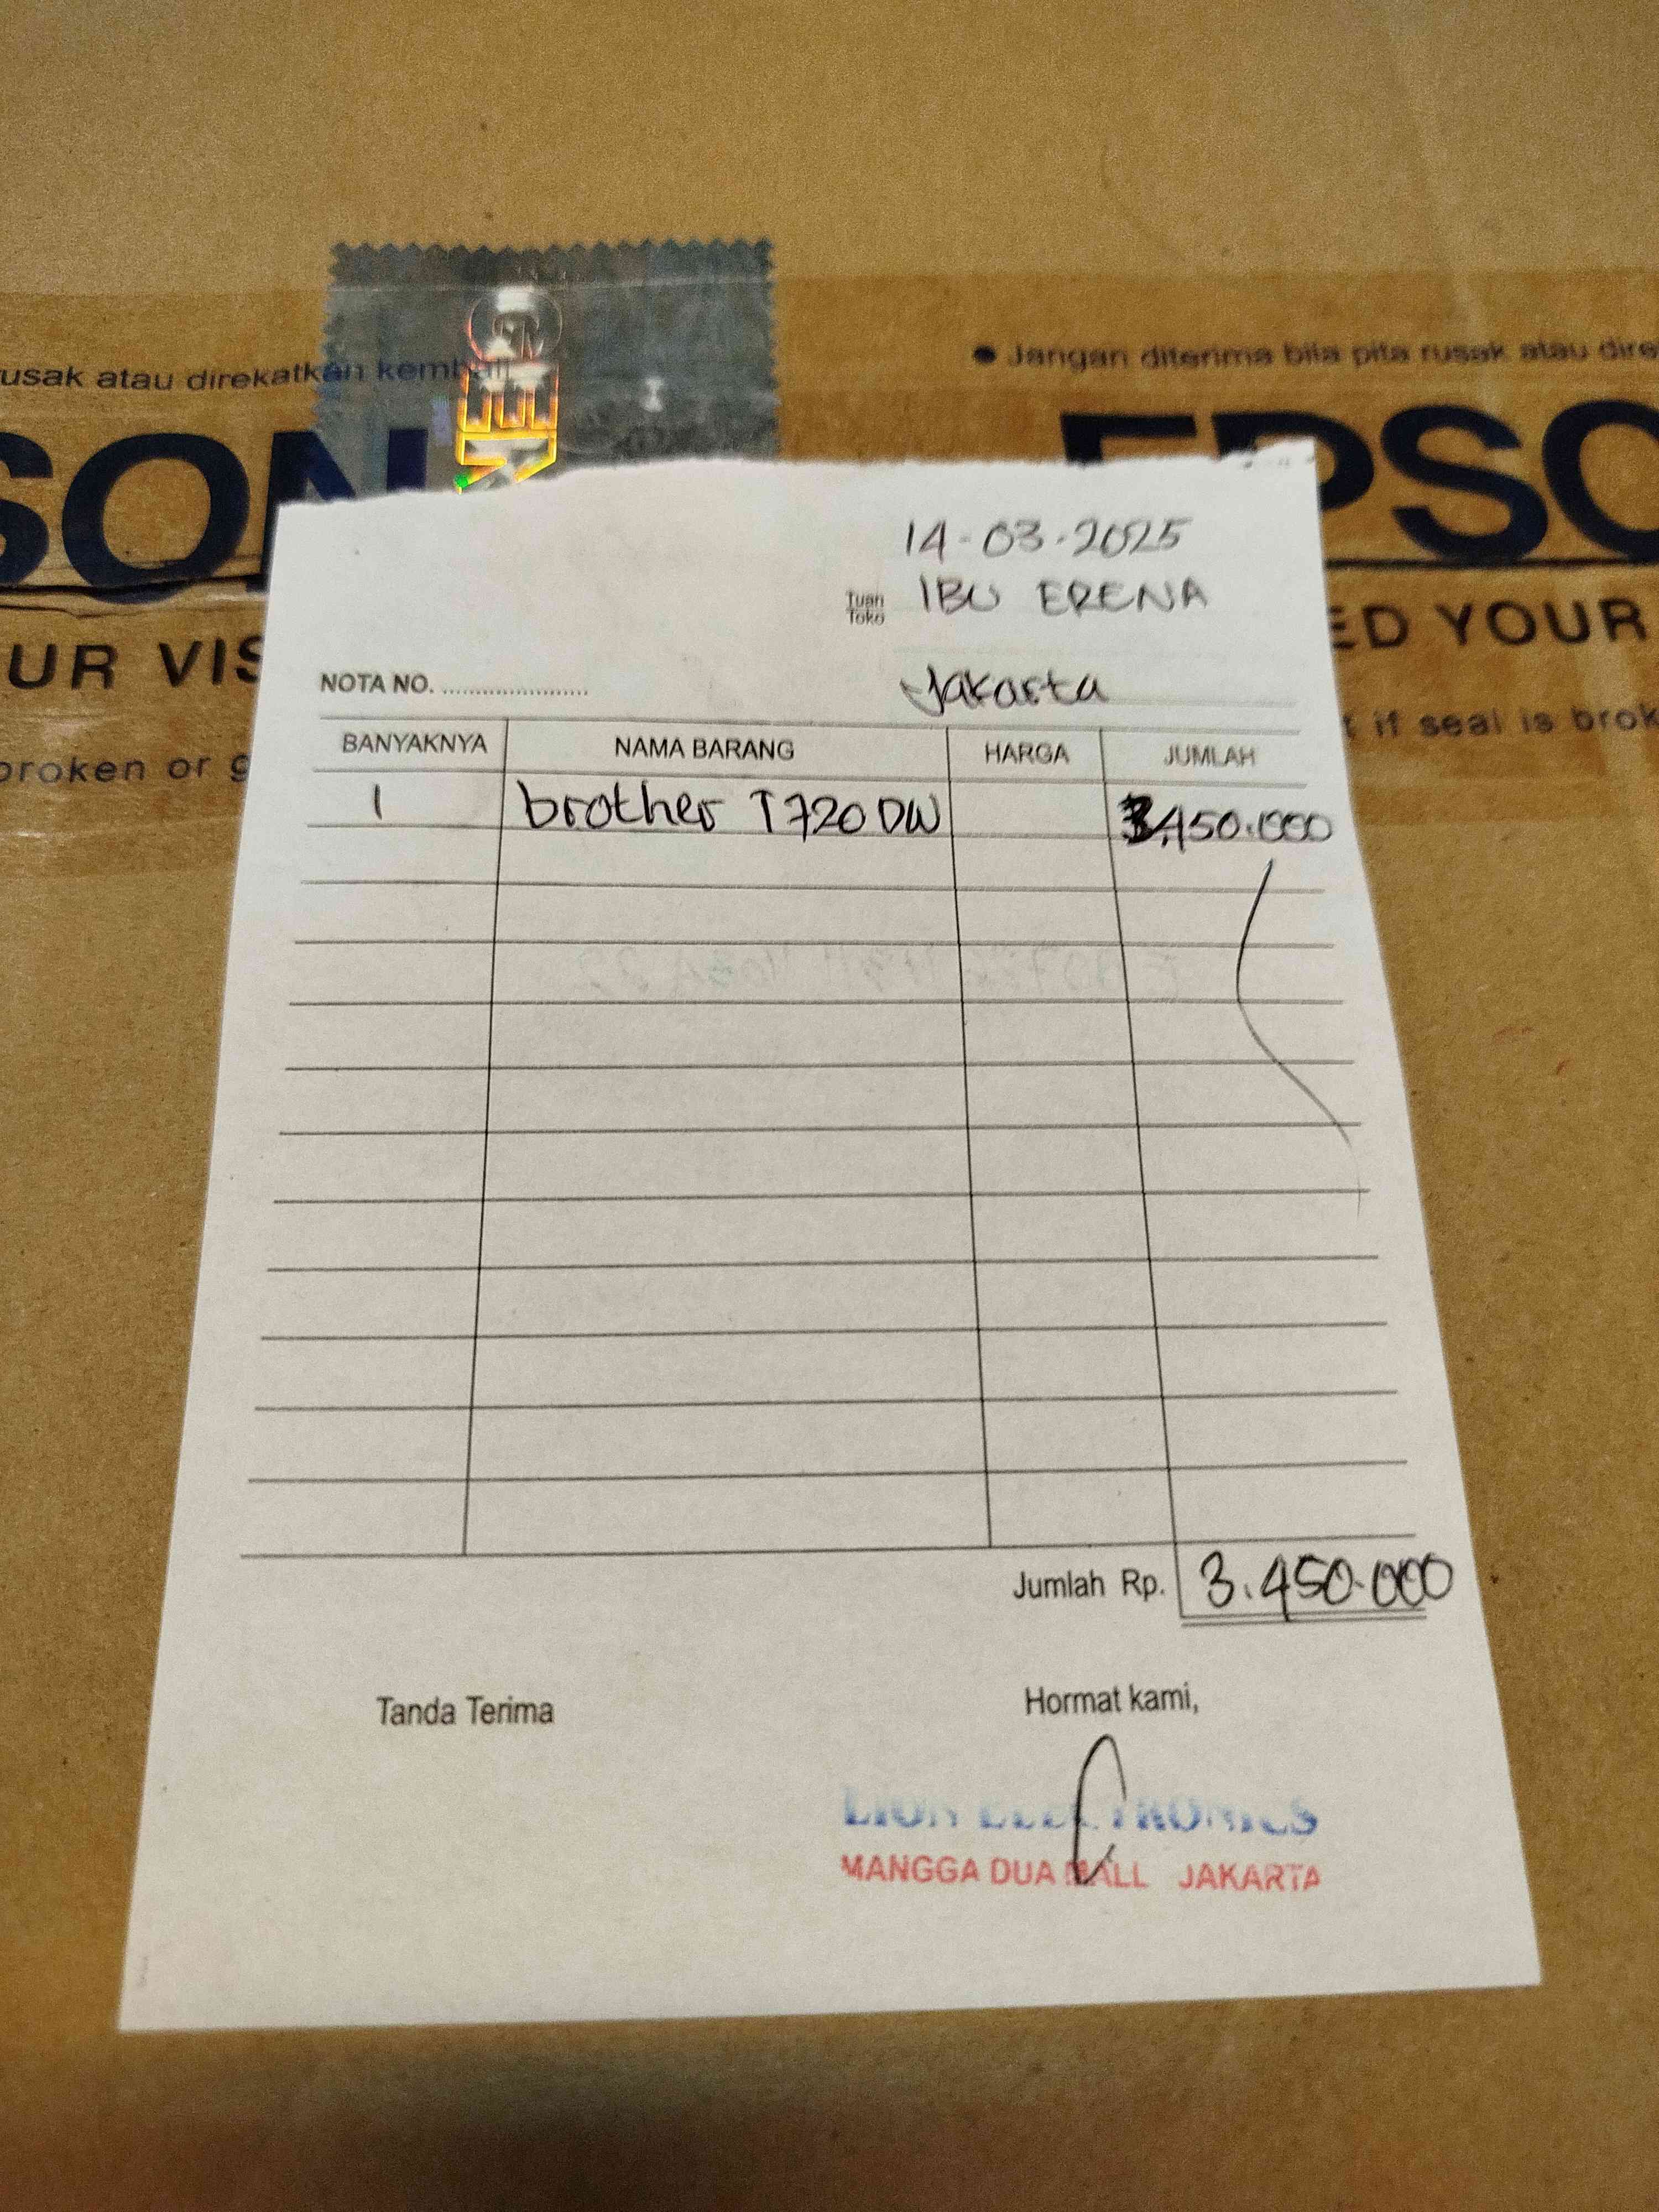 usak atau direkatkan kembali
● Jangan diterima bila pita rusak atau dire
SON
EPSO
UR VIS
ED YOUR
broken or g
t if seal is brok
14-03-2025
Tuan
Toko
IBU ERENA
NOTA NO. ........................
Jakarta
BANYAKNYA NAMA BARANG HARGA JUMLAH
1 brother T720DW 3.450.000
Jumlah Rp. 3.450.000
Tanda Terima
Hormat kami,
LION ELECTRONICS
MANGGA DUA MALL JAKARTA